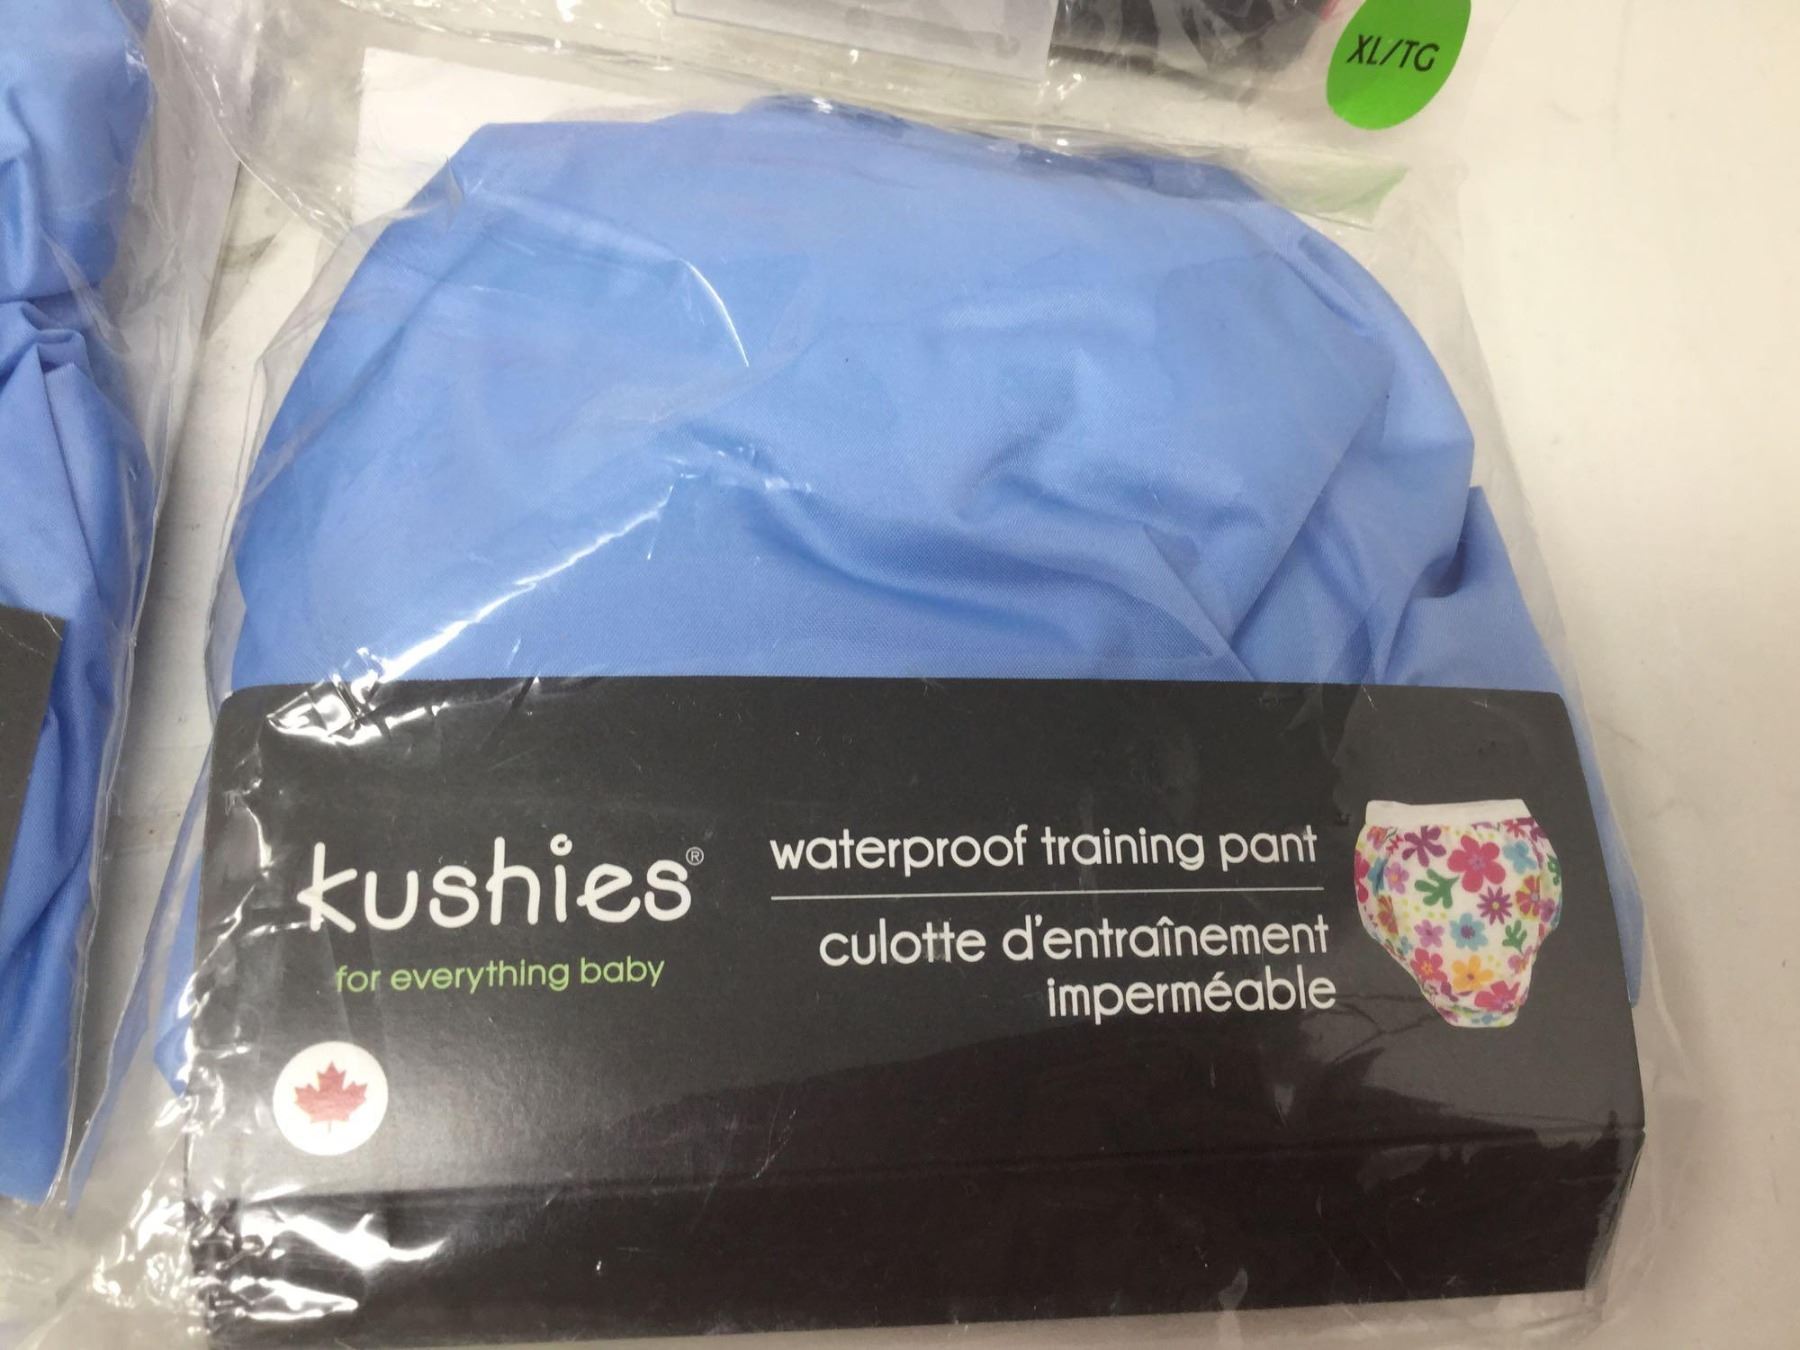 XL/TG
kushies®
for everything baby
waterproof training pant
culotte d'entraînement
imperméable